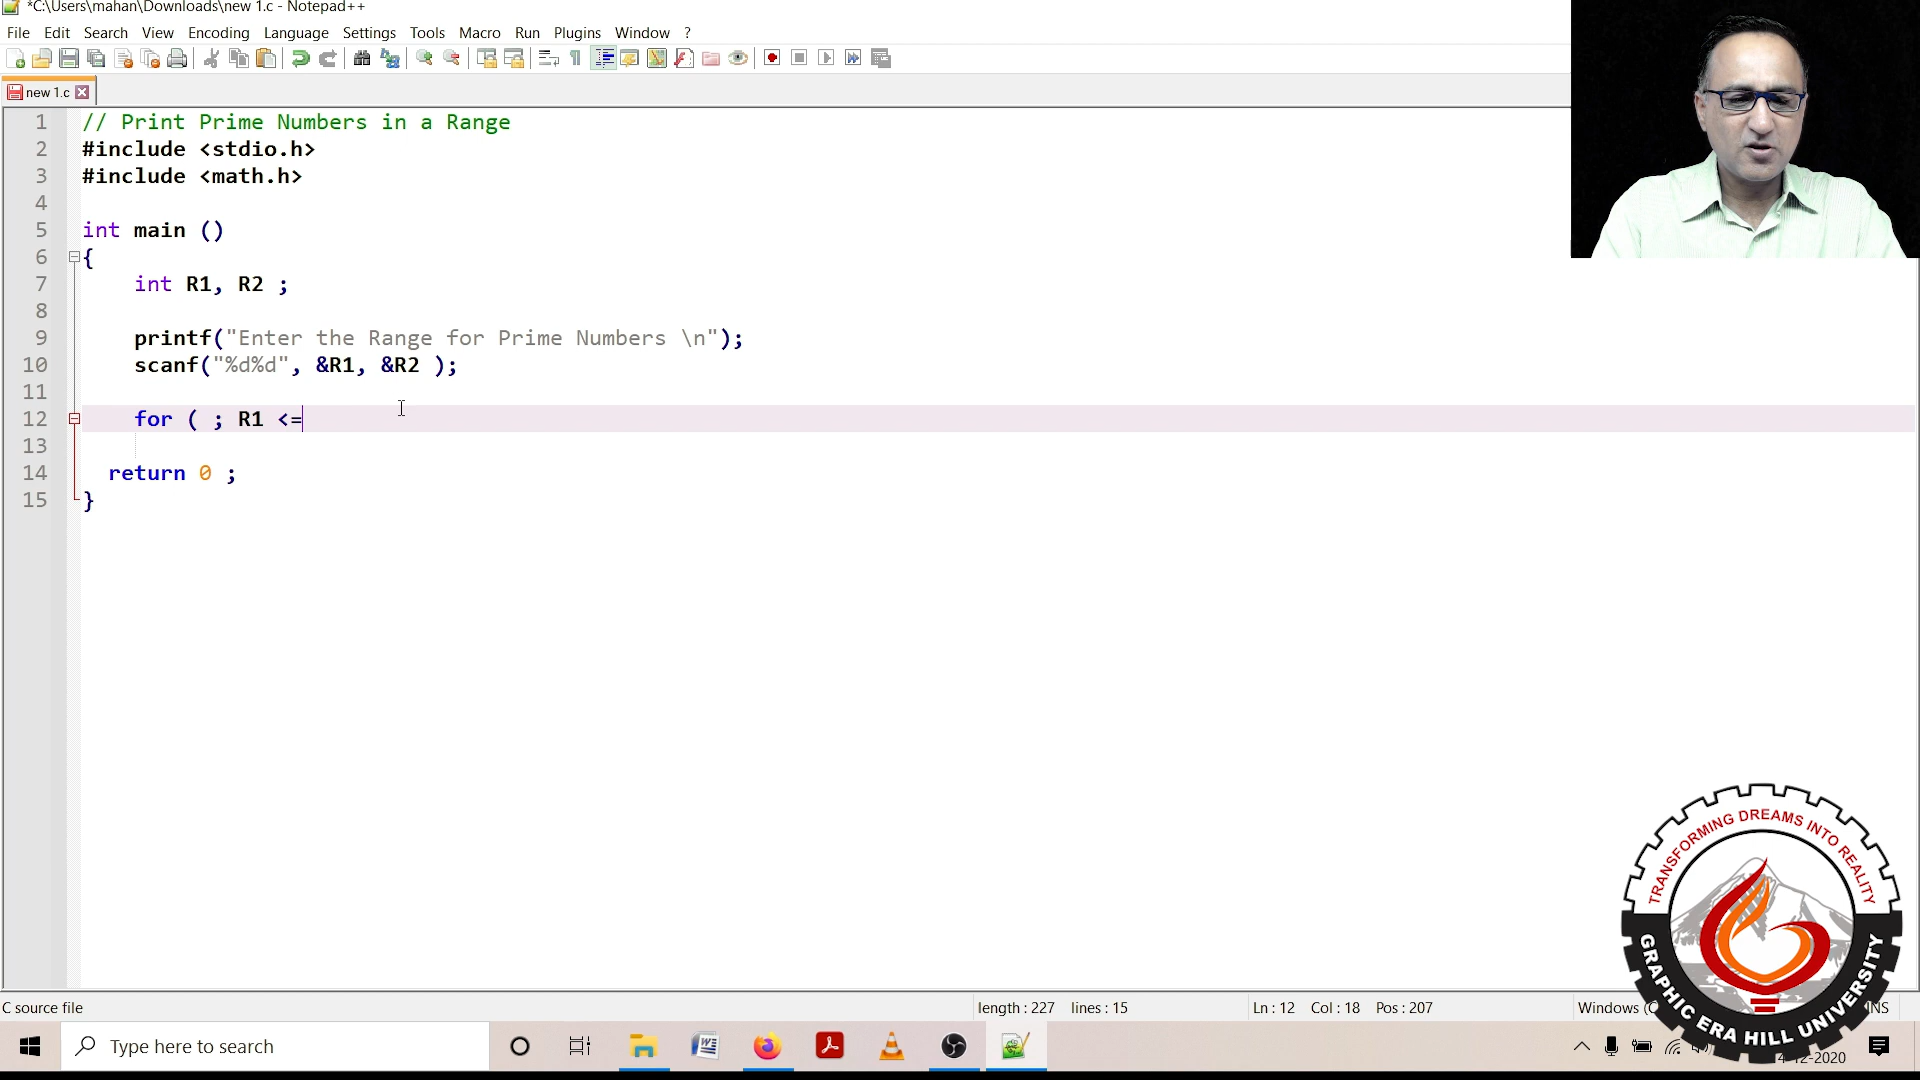 *C:\Users\mahan\Downloads\new 1.c - Notepad++
File Edit Search View Encoding Language Settings Tools Macro Run Plugins Window ?
new 1.c
1 // Print Prime Numbers in a Range
2 #include <stdio.h>
3 #include <math.h>
4
5 int main ()
6 {
7 int R1, R2 ;
8
9 printf("Enter the Range for Prime Numbers \n");
10 scanf("%d%d", &R1, &R2 );
11
12 for ( ; R1 <=
13
14 return 0 ;
15 }
TRANSFORMING DREAMS INTO REALITY
GRAPHIC ERA HILL UNIVERSITY
C source file length : 227 lines : 15 Ln : 12 Col : 18 Pos : 207 Windows
Type here to search